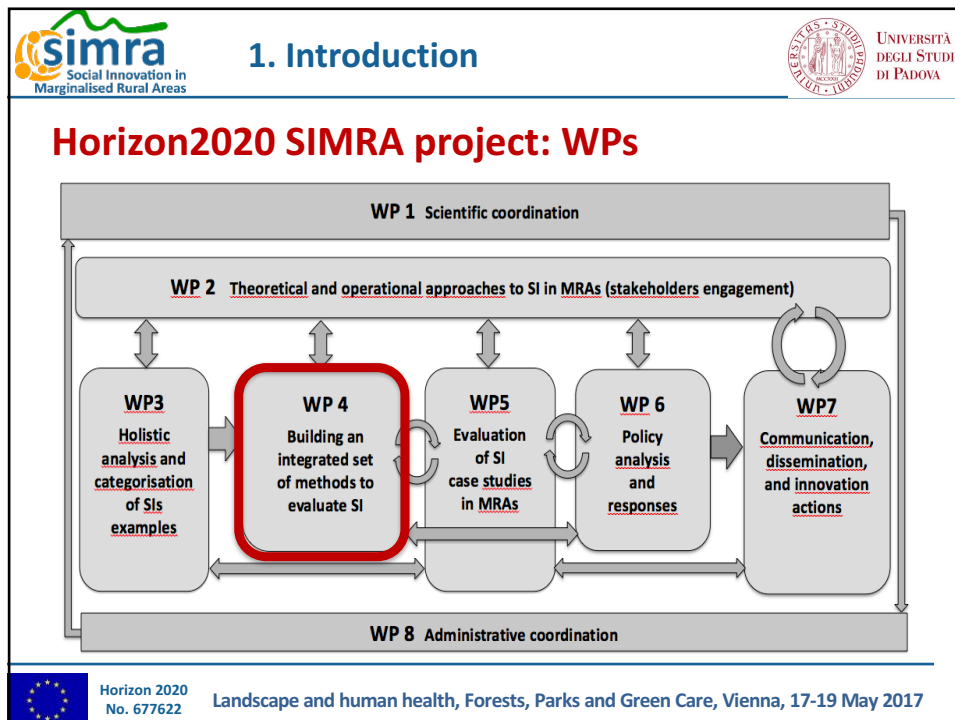 simra
Social Innovation in
Marginalised Rural Areas
1. Introduction
UNIVERSITÀ
DEGLI STUDI
DI PADOVA
Horizon2020 SIMRA project: WPs
WP 1 Scientific coordination
WP 2 Theoretical and operational approaches to SI in MRAs (stakeholders engagement)
WP3
Holistic
analysis and
categorisation
of SIs
examples
WP 4
Building an
integrated set
of methods to
evaluate SI
WP5
Evaluation
of SI
case studies
in MRAs
WP 6
Policy
analysis
and
responses
WP7
Communication,
dissemination,
and innovation
actions
WP 8 Administrative coordination
Horizon 2020
No. 677622
Landscape and human health, Forests, Parks and Green Care, Vienna, 17-19 May 2017